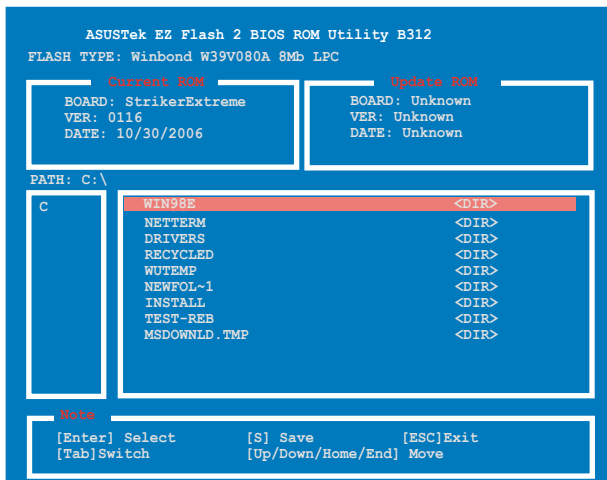 ASUSTek EZ Flash 2 BIOS ROM Utility B312
FLASH TYPE: Winbond W39V080A 8Mb LPC
Current ROM
BOARD: StrikerExtreme
VER: 0116
DATE: 10/30/2006
Update ROM
BOARD: Unknown
VER: Unknown
DATE: Unknown
PATH: C:\
C
WIN98E <DIR>
NETTERM <DIR>
DRIVERS <DIR>
RECYCLED <DIR>
WUTEMP <DIR>
NEWFOL~1 <DIR>
INSTALL <DIR>
TEST-REB <DIR>
MSDOWNLD.TMP <DIR>
Note
[Enter] Select [S] Save [ESC]Exit
[Tab]Switch [Up/Down/Home/End] Move